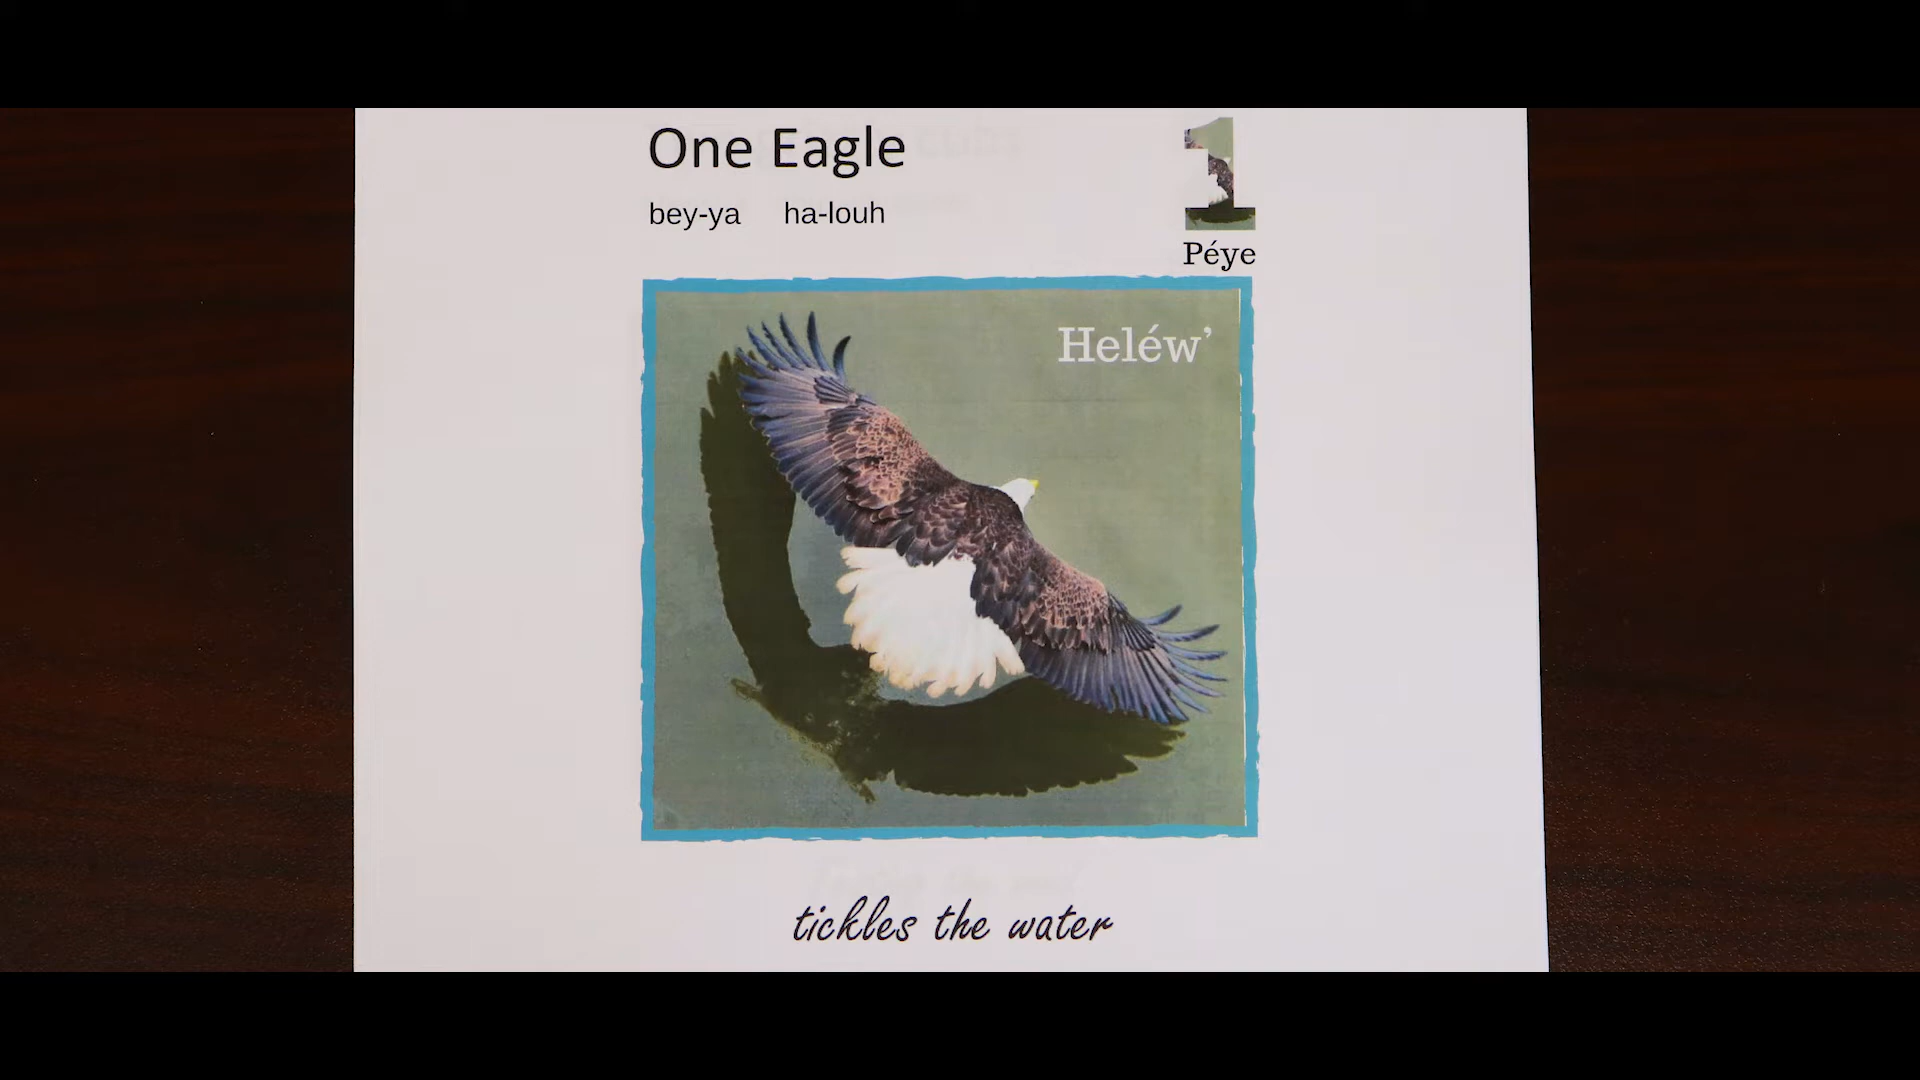 One Eagle
bey-ya ha-louh
1
Péye
Heléw’
tickles the water